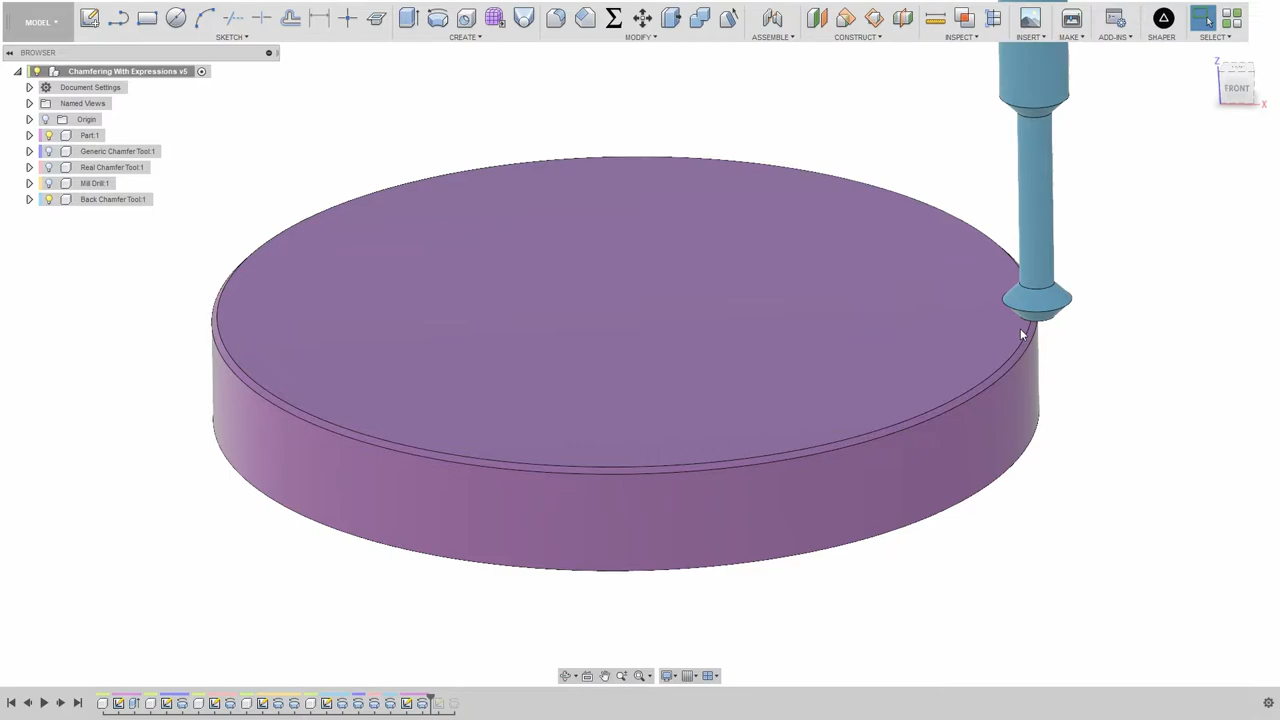 MODEL
SKETCH
CREATE
MODIFY
ASSEMBLE
CONSTRUCT
INSPECT
INSERT
MAKE
ADD-INS
SHAPER
SELECT
BROWSER
Chamfering With Expressions v5
Document Settings
Named Views
Origin
Part:1
Generic Chamfer Tool:1
Real Chamfer Tool:1
Mill Drill:1
Back Chamfer Tool:1
Z
FRONT
X